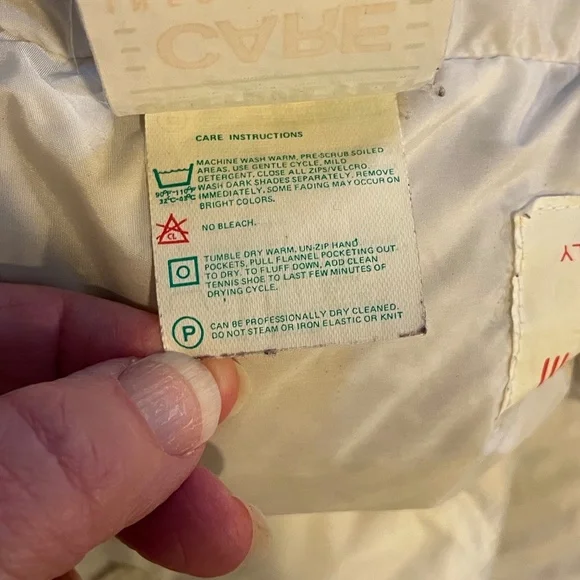 CARE
CARE INSTRUCTIONS
MACHINE WASH WARM, PRE-SCRUB SOILED
AREAS. USE GENTLE CYCLE, MILD
DETERGENT. CLOSE ALL ZIPS/VELCRO.
WASH DARK SHADES SEPARATELY. REMOVE
IMMEDIATELY. SOME FADING MAY OCCUR ON
BRIGHT COLORS.
90°F-110°F
32°C-43°C
CL
NO BLEACH.
TUMBLE DRY WARM. UN-ZIP HAND
POCKETS, PULL FLANNEL POCKETING OUT
TO DRY. TO FLUFF DOWN, ADD CLEAN
TENNIS SHOE TO LAST FEW MINUTES OF
DRYING CYCLE.
P
CAN BE PROFESSIONALLY DRY CLEANED.
DO NOT STEAM OR IRON ELASTIC OR KNIT
LY